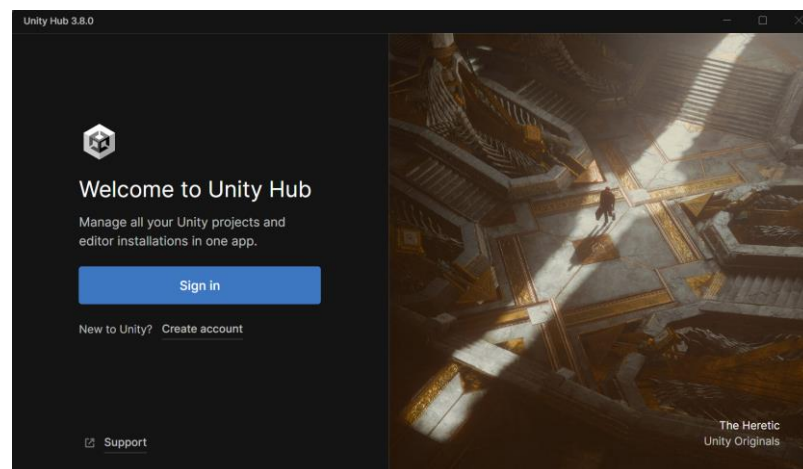 Unity Hub 3.8.0
Welcome to Unity Hub
Manage all your Unity projects and
editor installations in one app.
Sign in
New to Unity? Create account
Support
The Heretic
Unity Originals